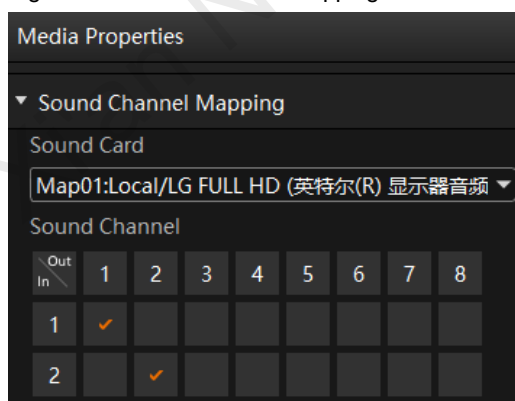 Media Properties
Sound Channel Mapping
Sound Card
Map01:Local/LG FULL HD (英特尔(R) 显示器音频
Sound Channel
Out
In 1 2 3 4 5 6 7 8
1
2